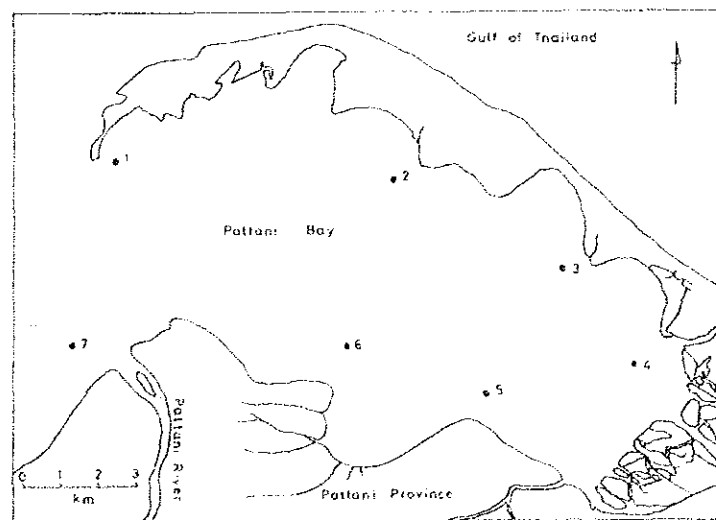 Gulf of Thailand
1
2
Pattani Bay
3
7
6
4
5
Pattani River
0 1 2 3
km
Pattani Province